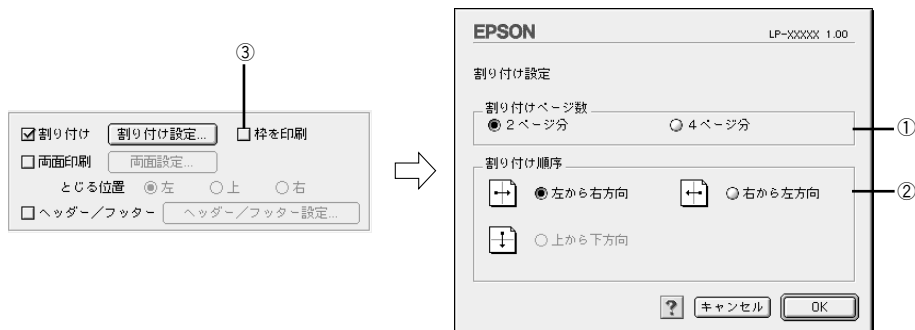 ③
☑割り付け 割り付け設定... □枠を印刷
□両面印刷 両面設定...
とじる位置 ◉左 ○上 ○右
□ヘッダー/フッター ヘッダー/フッター設定...
EPSON LP-XXXXX 1.00
割り付け設定
割り付けページ数
◉2ページ分 ○4ページ分
①
割り付け順序
◉左から右方向 ○右から左方向
②
○上から下方向
? キャンセル OK